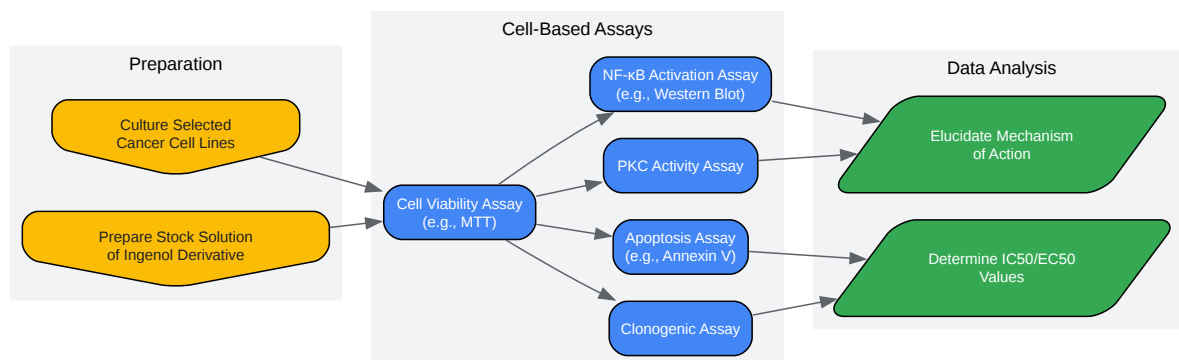 Preparation
Culture Selected
Cancer Cell Lines
Prepare Stock Solution
of Ingenol Derivative
Cell-Based Assays
Cell Viability Assay
(e.g., MTT)
NF-κB Activation Assay
(e.g., Western Blot)
PKC Activity Assay
Apoptosis Assay
(e.g., Annexin V)
Clonogenic Assay
Data Analysis
Elucidate Mechanism
of Action
Determine IC50/EC50
Values